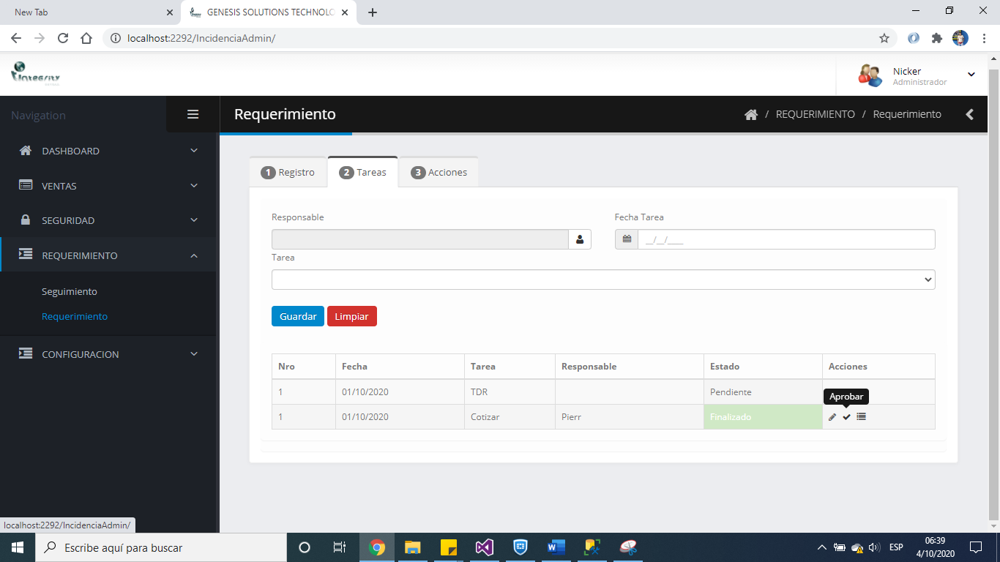 New Tab
GENESIS SOLUTIONS TECHNOLO
localhost:2292/IncidenciaAdmin/
Integrity
Nicker
Administrador
Navigation
Requerimiento
/ REQUERIMIENTO / Requerimiento
DASHBOARD
VENTAS
SEGURIDAD
REQUERIMIENTO
Seguimiento
Requerimiento
CONFIGURACION
1 Registro
2 Tareas
3 Acciones
Responsable
Fecha Tarea
__/__/____
Tarea
Guardar
Limpiar
Nro Fecha Tarea Responsable Estado Acciones
1 01/10/2020 TDR Pendiente
Aprobar
1 01/10/2020 Cotizar Pierr Finalizado
localhost:2292/IncidenciaAdmin/
Escribe aquí para buscar
ESP
06:39
4/10/2020